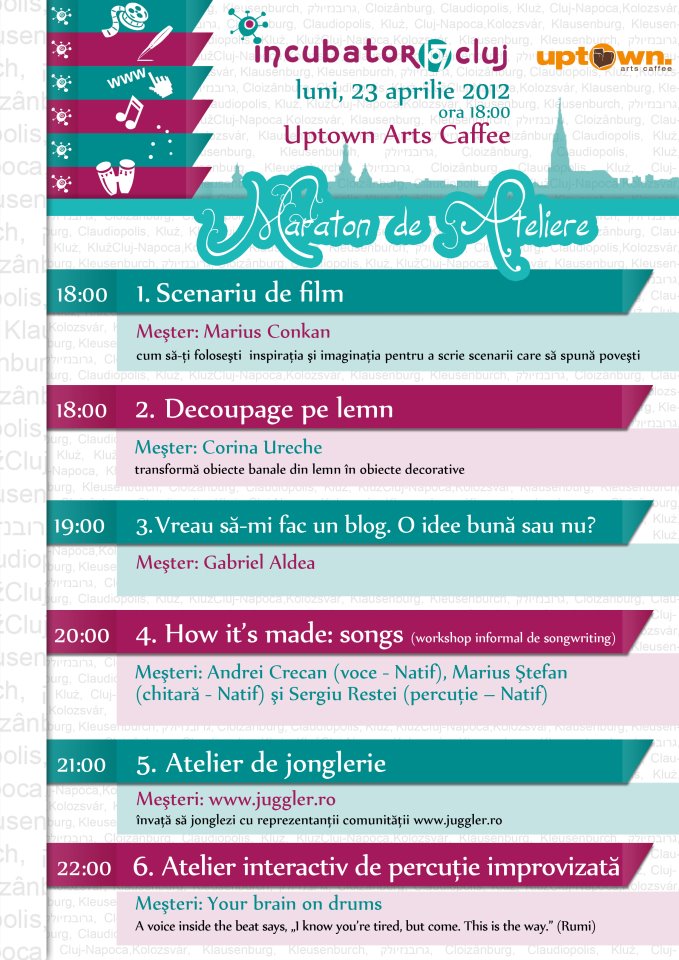 incubator 157 cluj
uptown.
arts caffee
luni, 23 aprilie 2012
ora 18:00
Uptown Arts Caffee
www
Maraton de Ateliere
18:00 1. Scenariu de film
Meşter: Marius Conkan
cum să-ţi foloseşti inspiraţia şi imaginaţia pentru a scrie scenarii care să spună poveşti
18:00 2. Decoupage pe lemn
Meşter: Corina Ureche
transformă obiecte banale din lemn în obiecte decorative
19:00 3. Vreau să-mi fac un blog. O idee bună sau nu?
Meşter: Gabriel Aldea
20:00 4. How it's made: songs (workshop informal de songwriting)
Meşteri: Andrei Crecan (voce - Natif), Marius Ştefan
(chitară - Natif) şi Sergiu Restei (percuţie – Natif)
21:00 5. Atelier de jonglerie
Meşteri: www.juggler.ro
învaţă să jonglezi cu reprezentanţii comunităţii www.juggler.ro
22:00 6. Atelier interactiv de percuţie improvizată
Meşteri: Your brain on drums
A voice inside the beat says, „I know you're tired, but come. This is the way.” (Rumi)